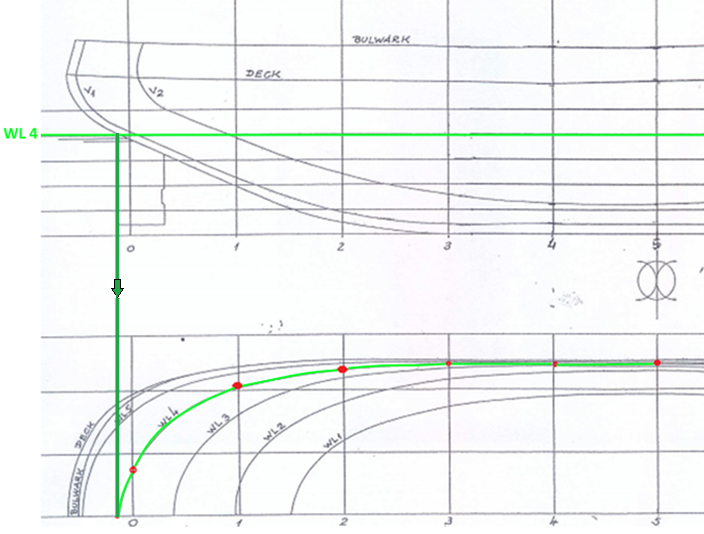 BULWARK
DECK
V1
V2
WL 4
0 1 2 3 4 5
DECK
WL5
WL4
WL3
WL2
WL1
BULWARK
0 1 2 3 4 5